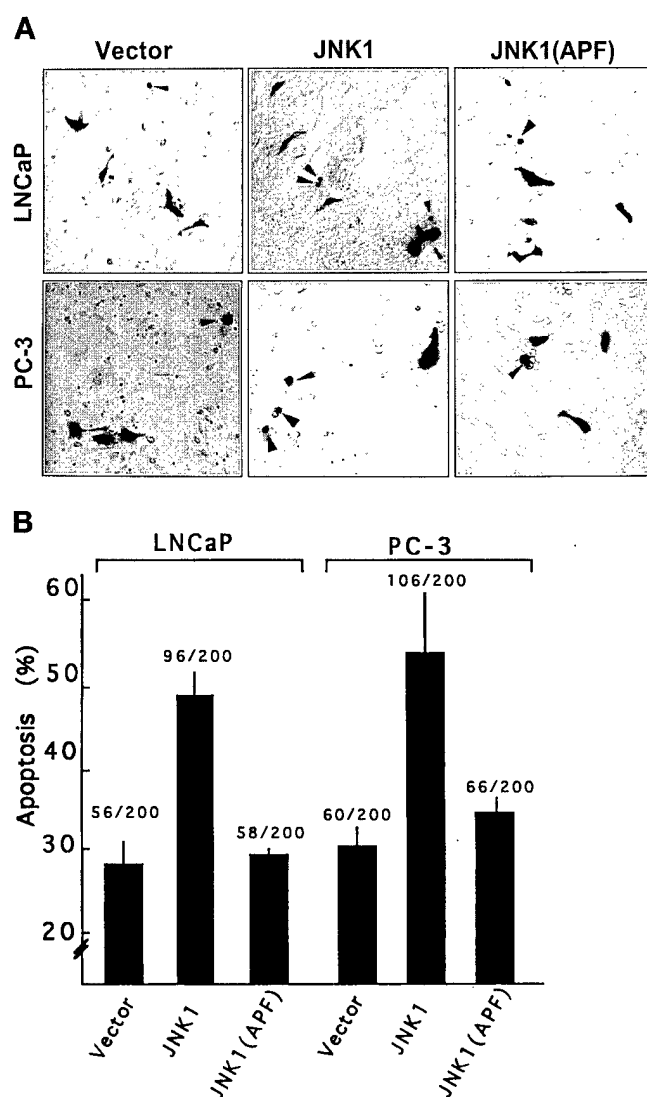 A
Vector JNK1 JNK1(APF)
LNCaP
PC-3
B
LNCaP PC-3
Apoptosis (%)
60
50
40
30
20
56/200
96/200
58/200
60/200
106/200
66/200
Vector
JNK1
JNK1(APF)
Vector
JNK1
JNK1(APF)